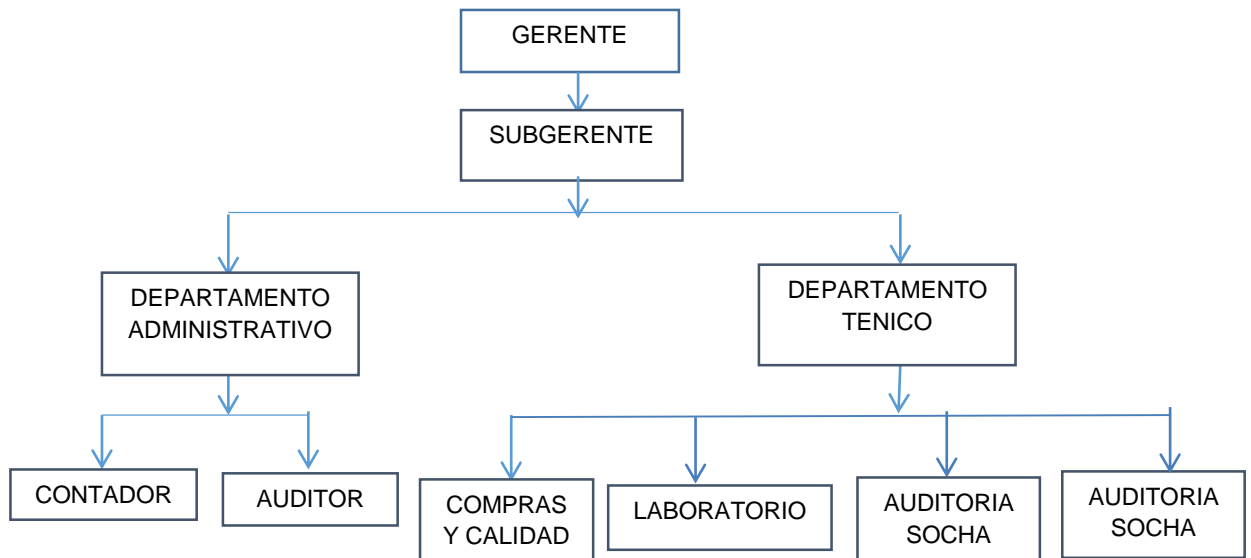 GERENTE
SUBGERENTE
DEPARTAMENTO
ADMINISTRATIVO
DEPARTAMENTO
TENICO
CONTADOR
AUDITOR
COMPRAS
Y CALIDAD
LABORATORIO
AUDITORIA
SOCHA
AUDITORIA
SOCHA